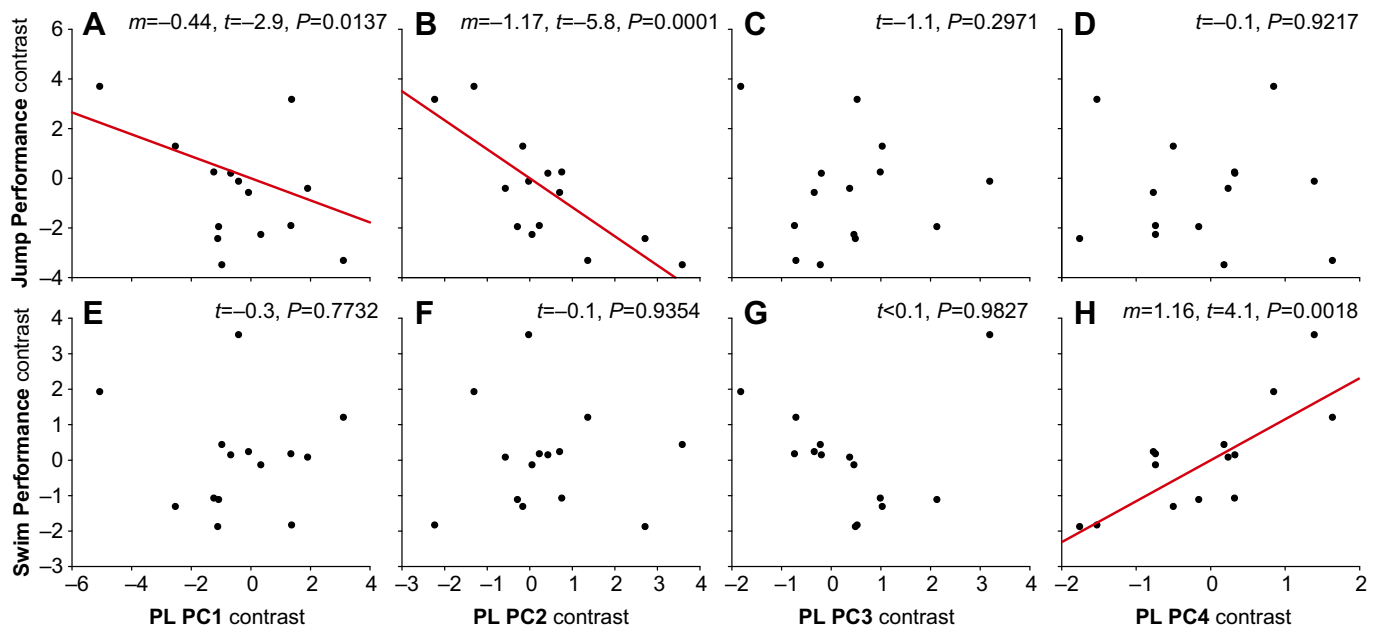 A m=–0.44, t=–2.9, P=0.0137
B m=–1.17, t=–5.8, P=0.0001
C t=–1.1, P=0.2971
D t=–0.1, P=0.9217
Jump Performance contrast
6
4
2
0
–2
–4
E t=–0.3, P=0.7732
F t=–0.1, P=0.9354
G t<0.1, P=0.9827
H m=1.16, t=4.1, P=0.0018
Swim Performance contrast
4
3
2
1
0
–1
–2
–3
–6 –4 –2 0 2 4
–3 –2 –1 0 1 2 3 4
–2 –1 0 1 2 3 4
–2 –1 0 1 2
PL PC1 contrast
PL PC2 contrast
PL PC3 contrast
PL PC4 contrast